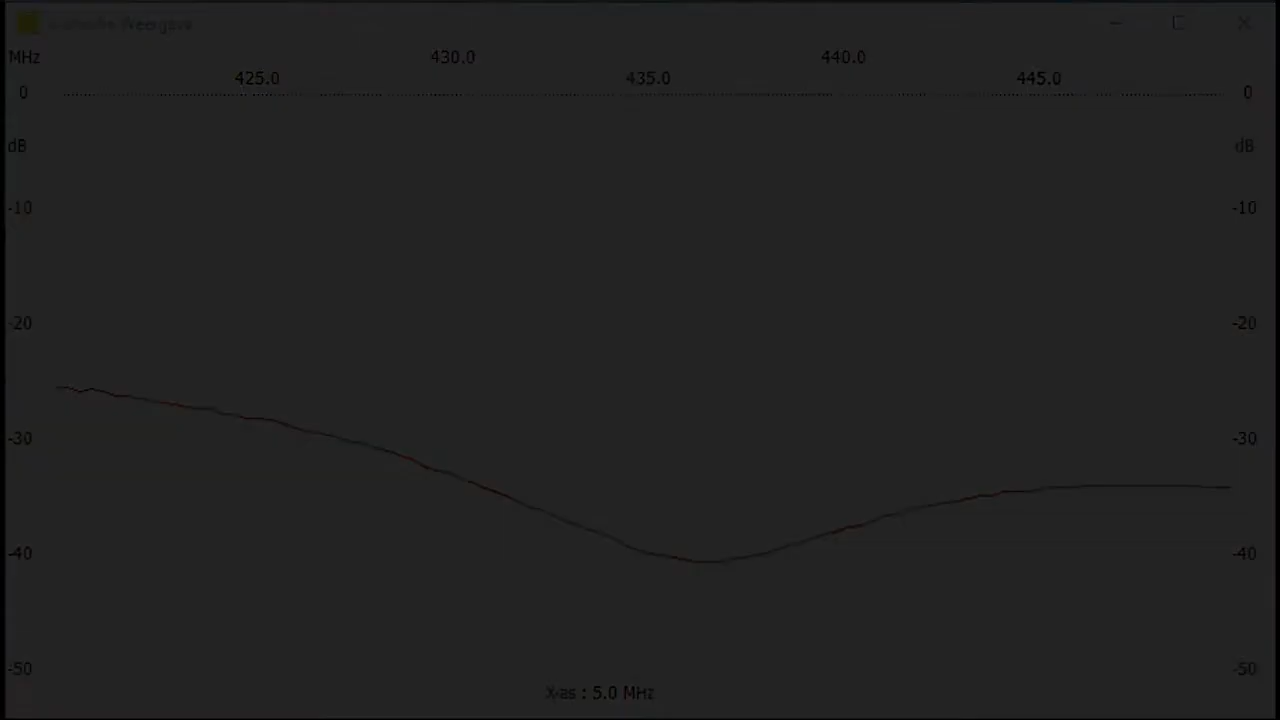 Weergave
MHz 430.0 440.0
425.0 435.0 445.0
0 0
dB dB
-10 -10
-20 -20
-30 -30
-40 -40
-50 -50
X-as : 5.0 MHz